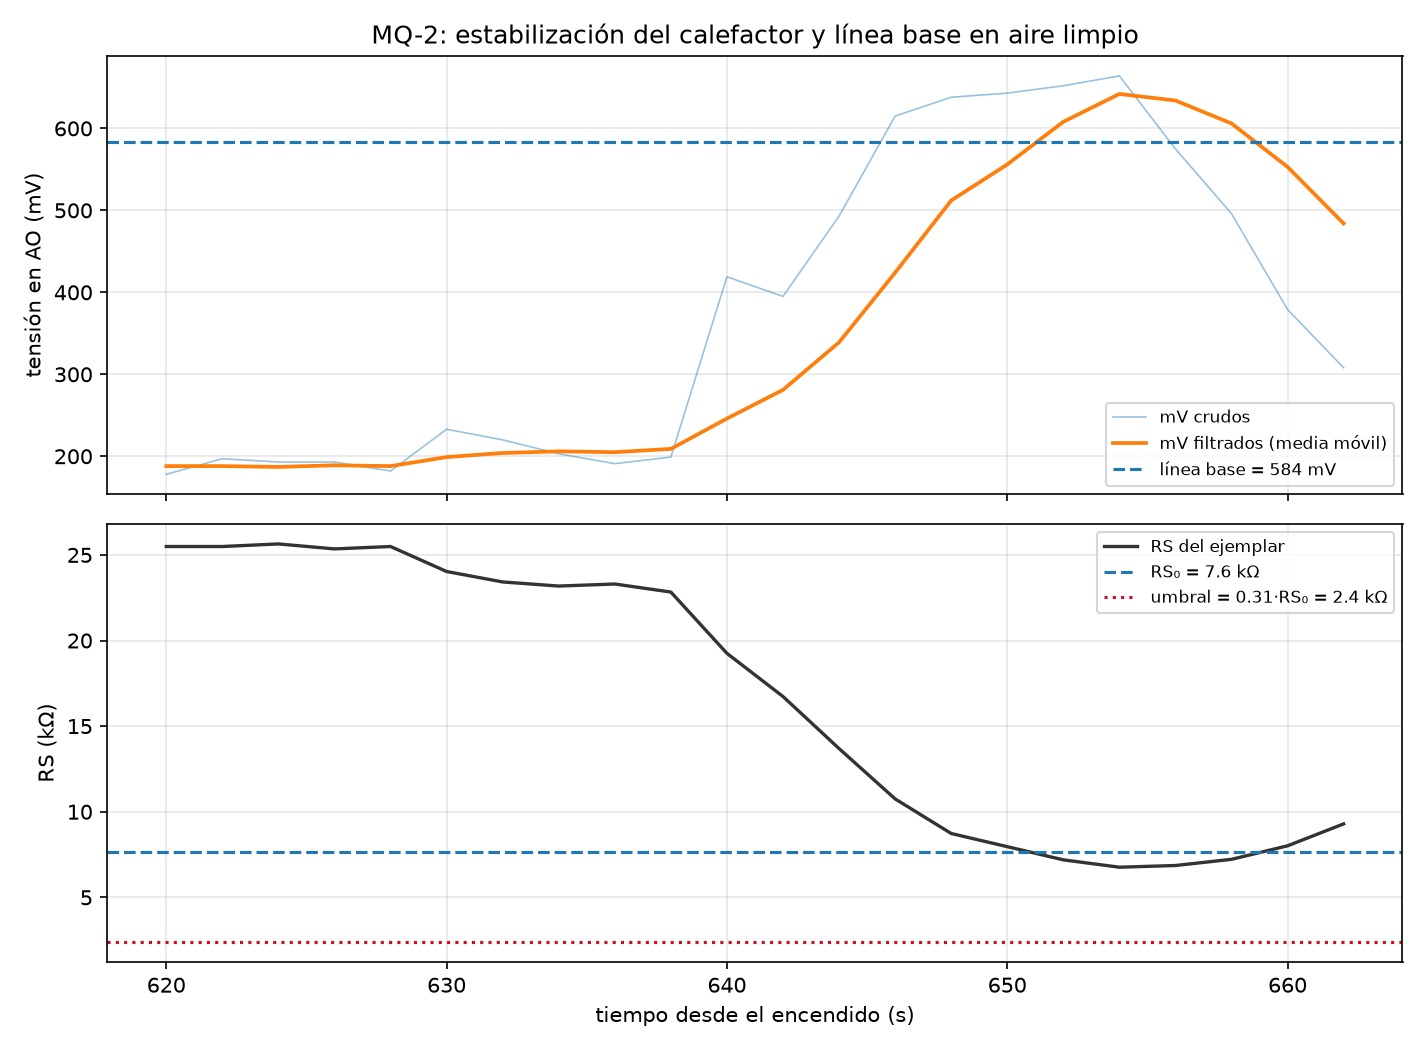 MQ-2: estabilización del calefactor y línea base en aire limpio
tensión en AO (mV)
600
500
400
300
200
mV crudos
mV filtrados (media móvil)
línea base = 584 mV
RS (kΩ)
25
20
15
10
5
RS del ejemplar
RS₀ = 7.6 kΩ
umbral = 0.31·RS₀ = 2.4 kΩ
620 630 640 650 660
tiempo desde el encendido (s)